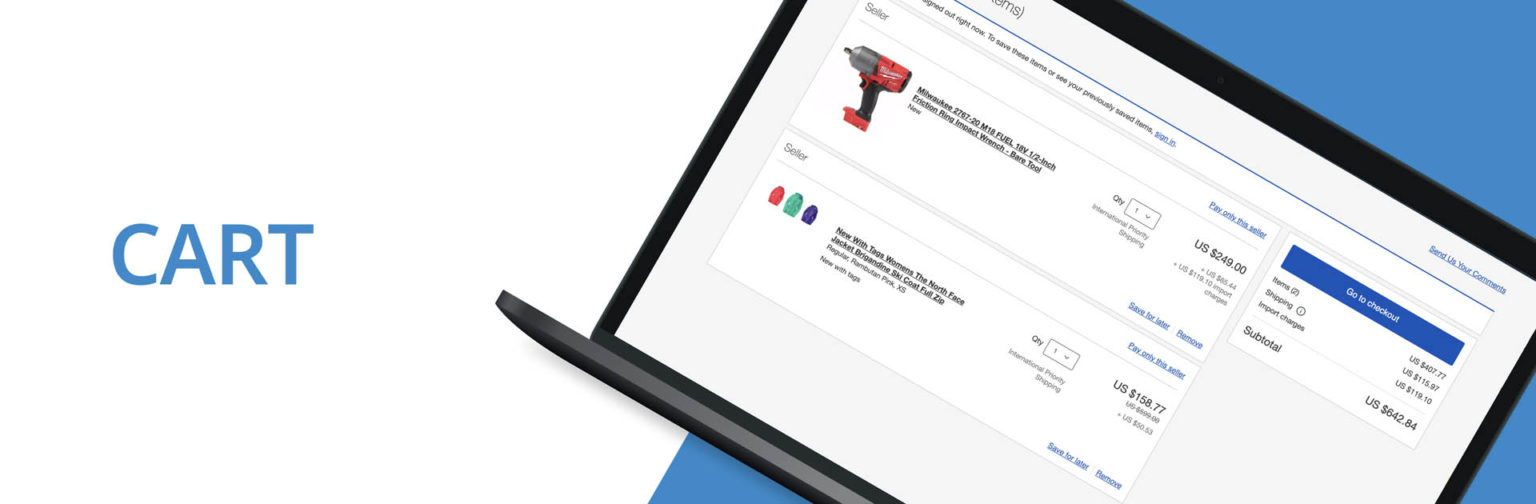 CART
Seller
signed out right now. To save these items or see your previously saved items, sign in.
Milwaukee 2767-20 M18 FUEL 18V 1/2-Inch
Friction Ring Impact Wrench - Bare Tool
New
Qty 1
International Priority
Shipping
Pay only this seller
US $249.00
+ US $65.44
+ US $119.10 import
charges
Save for later Remove
Seller
New With Tags Womens The North Face
Jacket Brigandine Ski Coat Full Zip
Regular, Rambutan Pink, XS
New with tags
Qty 1
International Priority
Shipping
Pay only this seller
US $158.77
+ US $50.53
Save for later Remove
Send Us Your Comments
Go to checkout
Items (2) US $407.77
Shipping US $115.97
Import charges US $119.10
Subtotal US $642.84